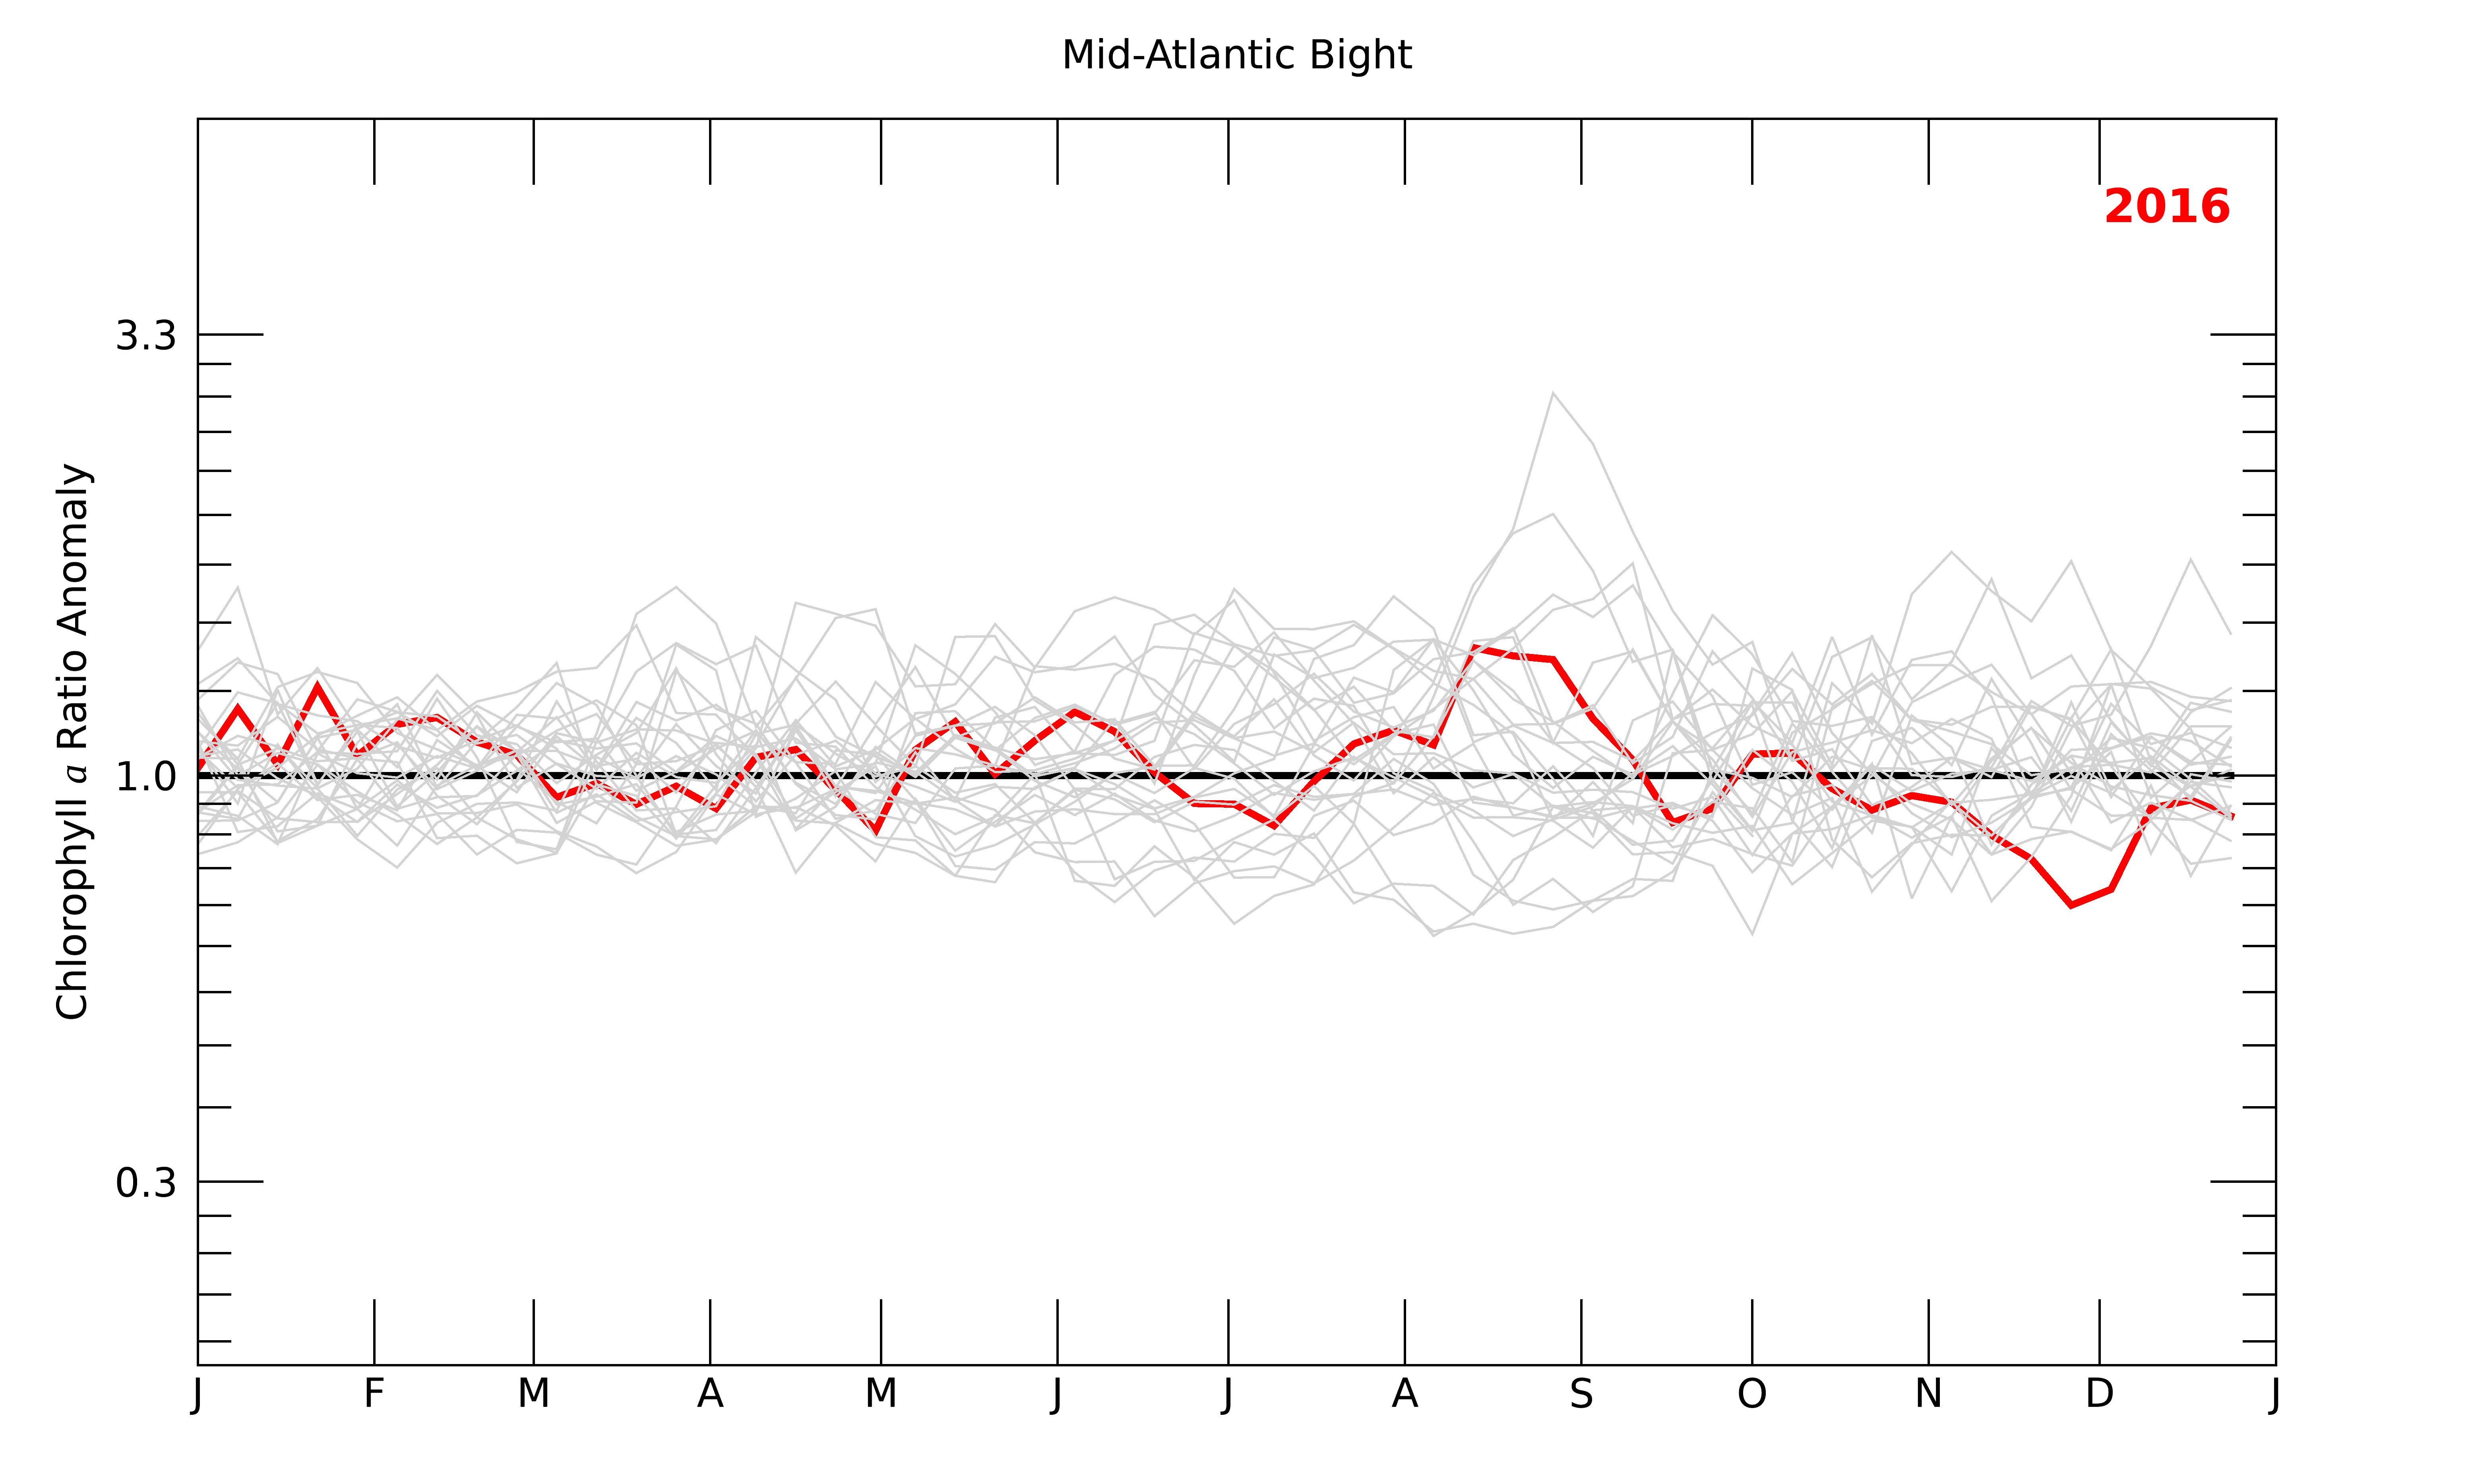 Mid-Atlantic Bight
2016
Chlorophyll a Ratio Anomaly
3.3
1.0
0.3
J F M A M J J A S O N D J